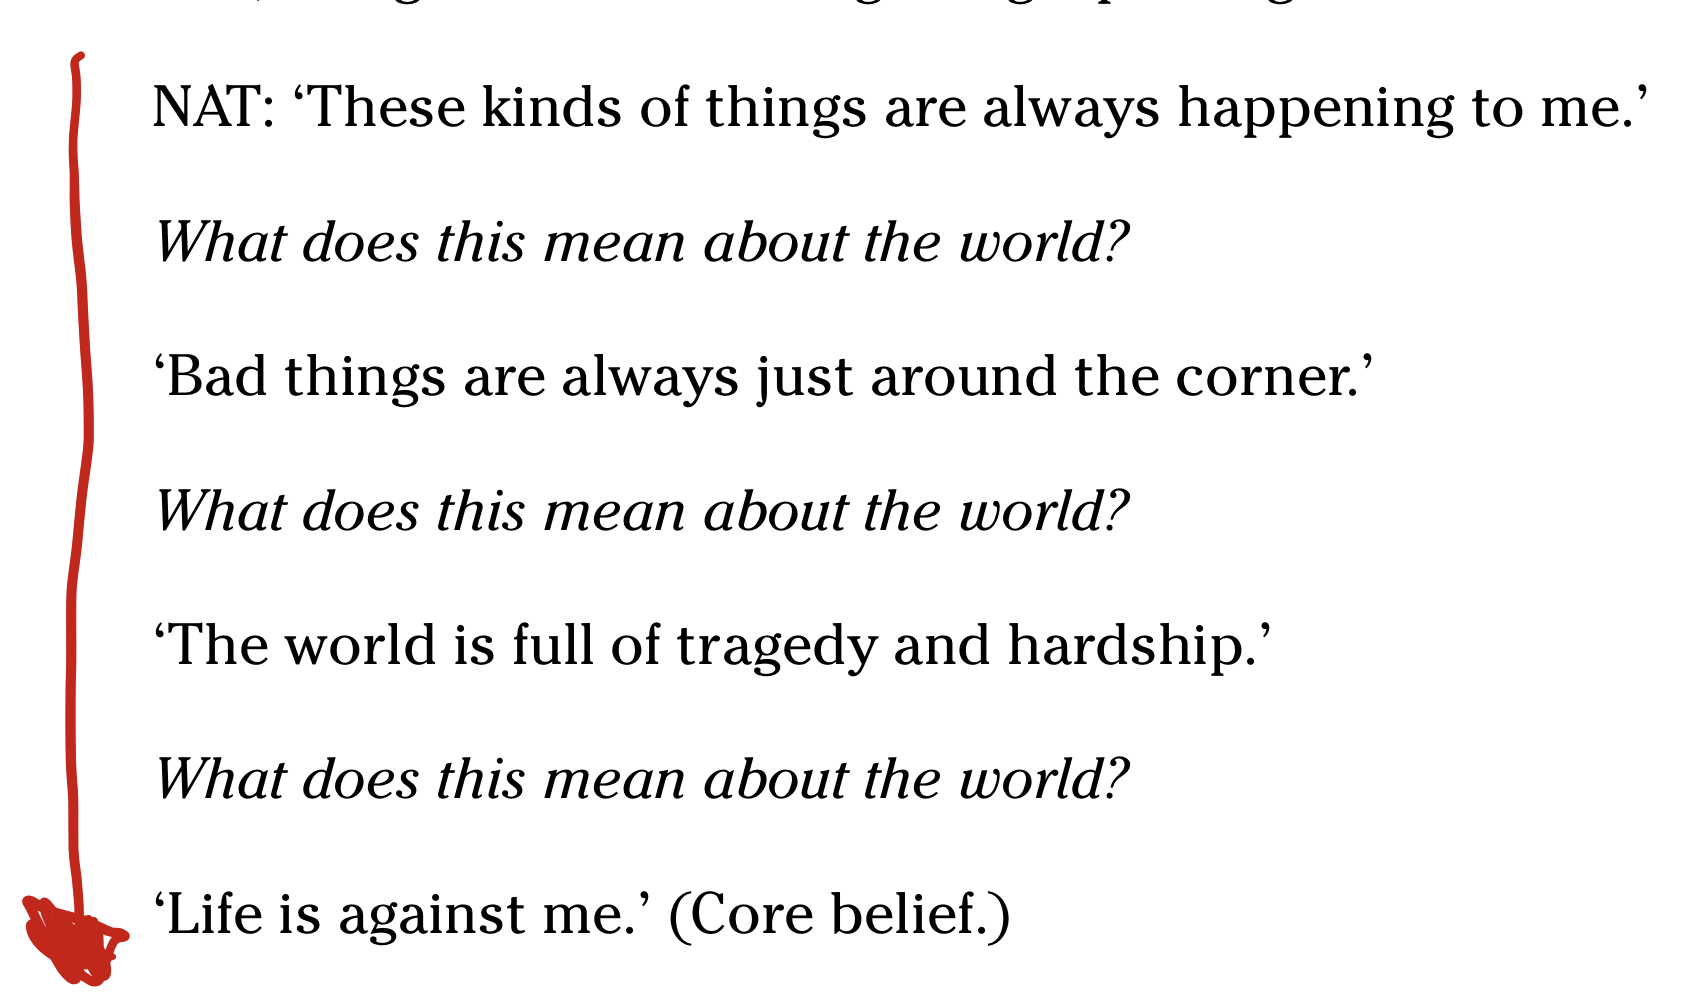 NAT: ‘These kinds of things are always happening to me.’
What does this mean about the world?
‘Bad things are always just around the corner.’
What does this mean about the world?
‘The world is full of tragedy and hardship.’
What does this mean about the world?
‘Life is against me.’ (Core belief.)